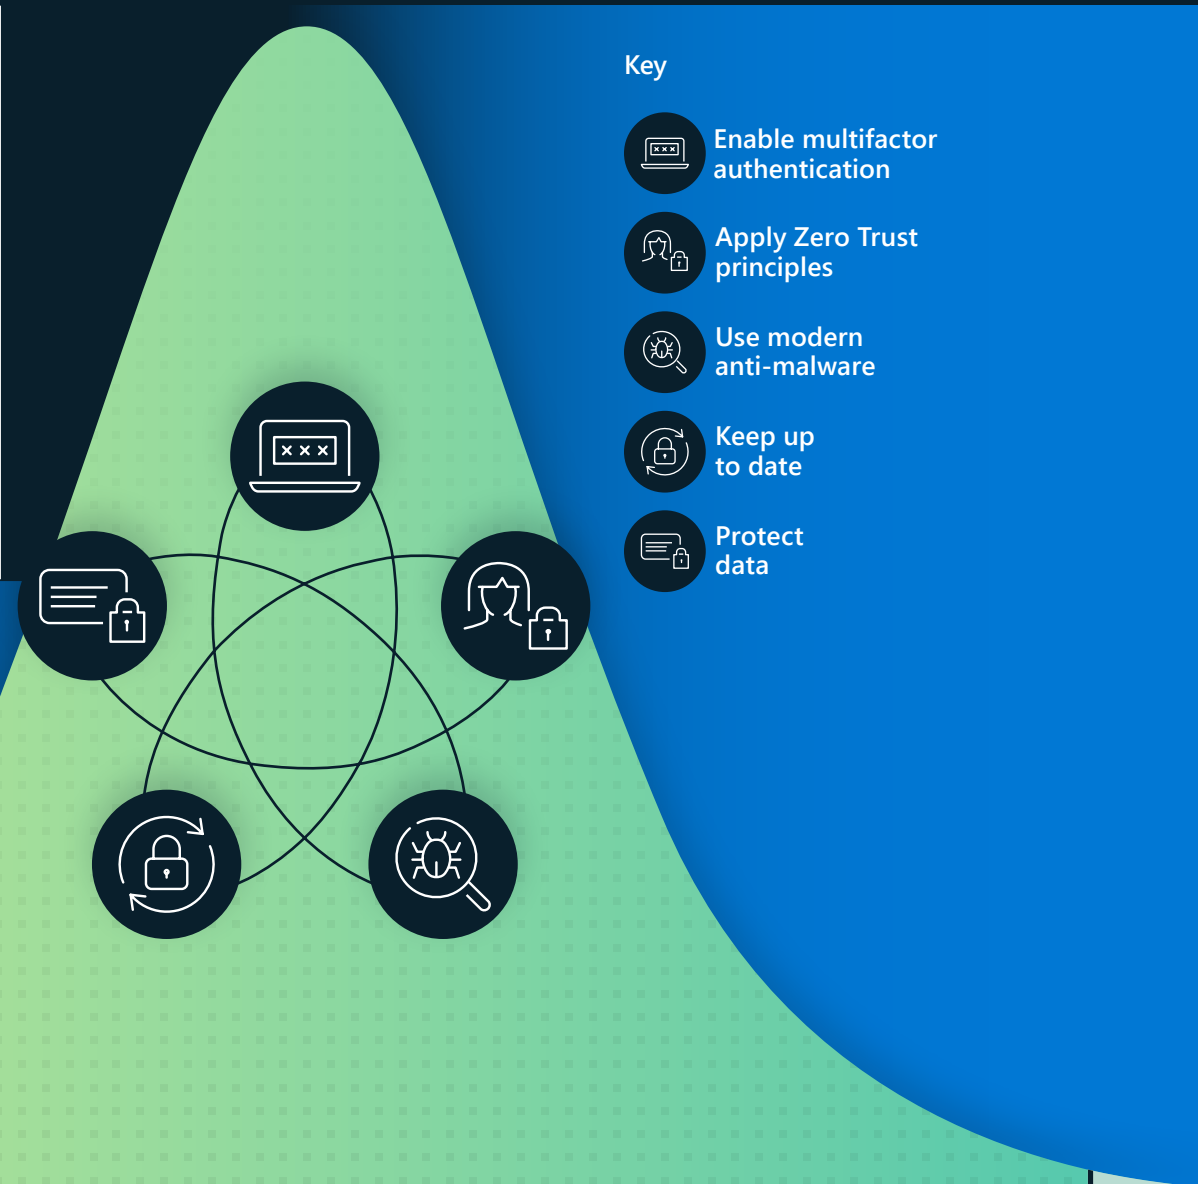 Key
Enable multifactor
authentication
Apply Zero Trust
principles
Use modern
anti-malware
Keep up
to date
Protect
data